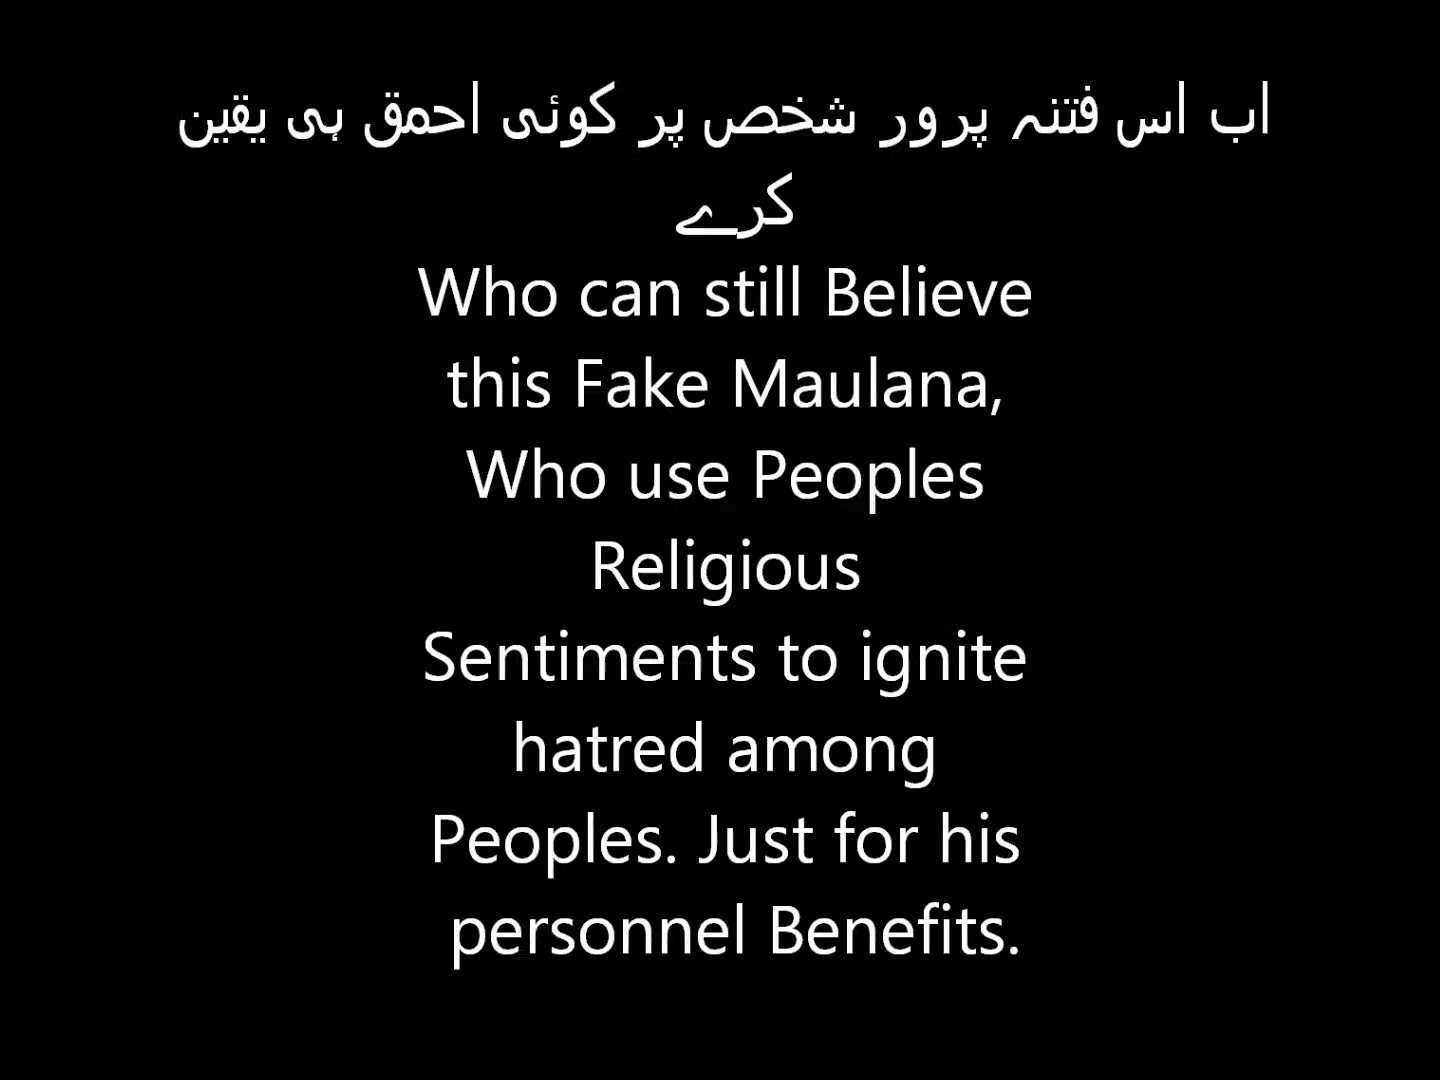 اب اس فتنہ پرور شخص پر کوئی احمق ہی یقین
کرے
Who can still Believe
this Fake Maulana,
Who use Peoples
Religious
Sentiments to ignite
hatred among
Peoples. Just for his
personnel Benefits.